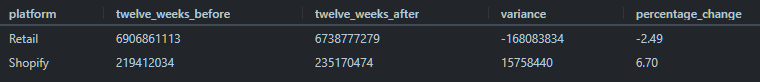 platform twelve_weeks_before twelve_weeks_after variance percentage_change
Retail 6906861113 6738777279 -168083834 -2.49
Shopify 219412034 235170474 15758440 6.70